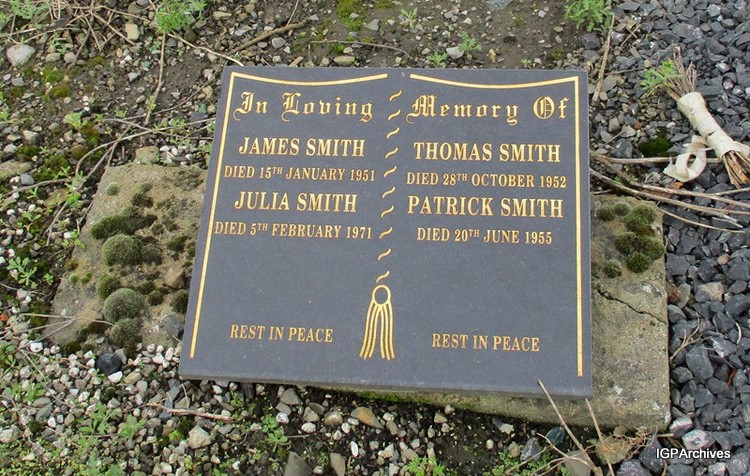 In Loving
JAMES SMITH
DIED 15TH JANUARY 1951
JULIA SMITH
DIED 5TH FEBRUARY 1971
REST IN PEACE
Memory Of
THOMAS SMITH
DIED 28TH OCTOBER 1952
PATRICK SMITH
DIED 20TH JUNE 1955
REST IN PEACE
IGPArchives